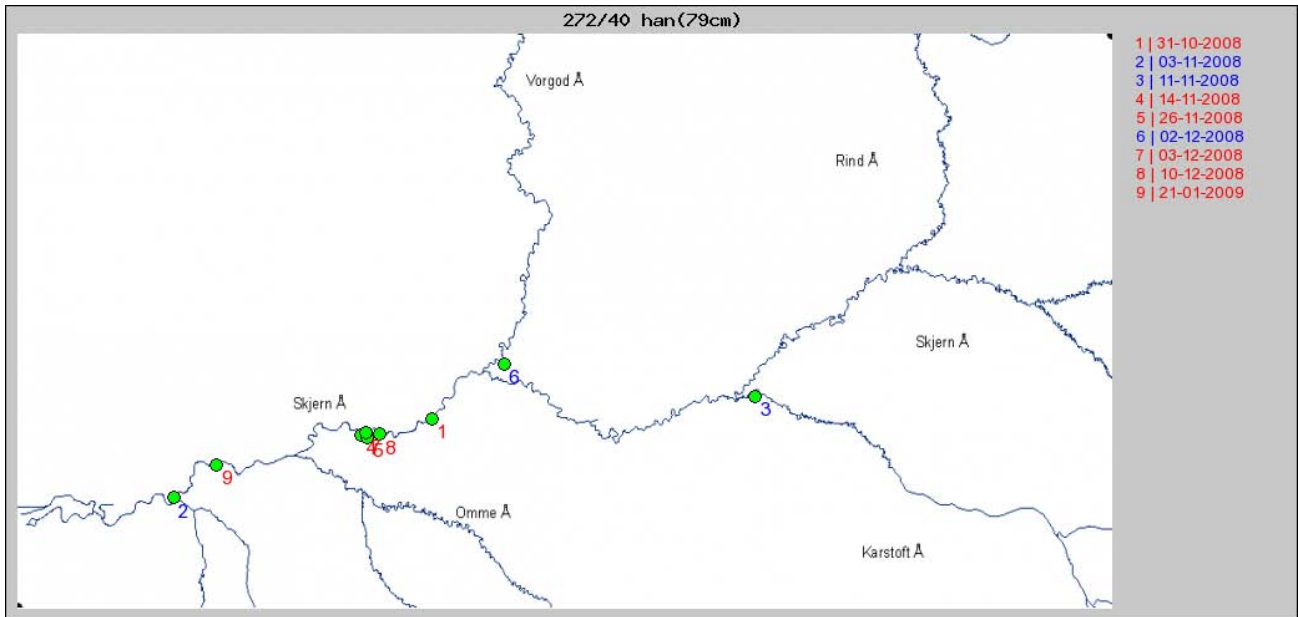 272/40 han(79cm)
1 | 31-10-2008
2 | 03-11-2008
3 | 11-11-2008
4 | 14-11-2008
5 | 26-11-2008
6 | 02-12-2008
7 | 03-12-2008
8 | 10-12-2008
9 | 21-01-2009
Vorgod Å
Rind Å
Skjern Å
6
Skjern Å
3
1
4
5
8
9
2
Omme Å
Karstoft Å